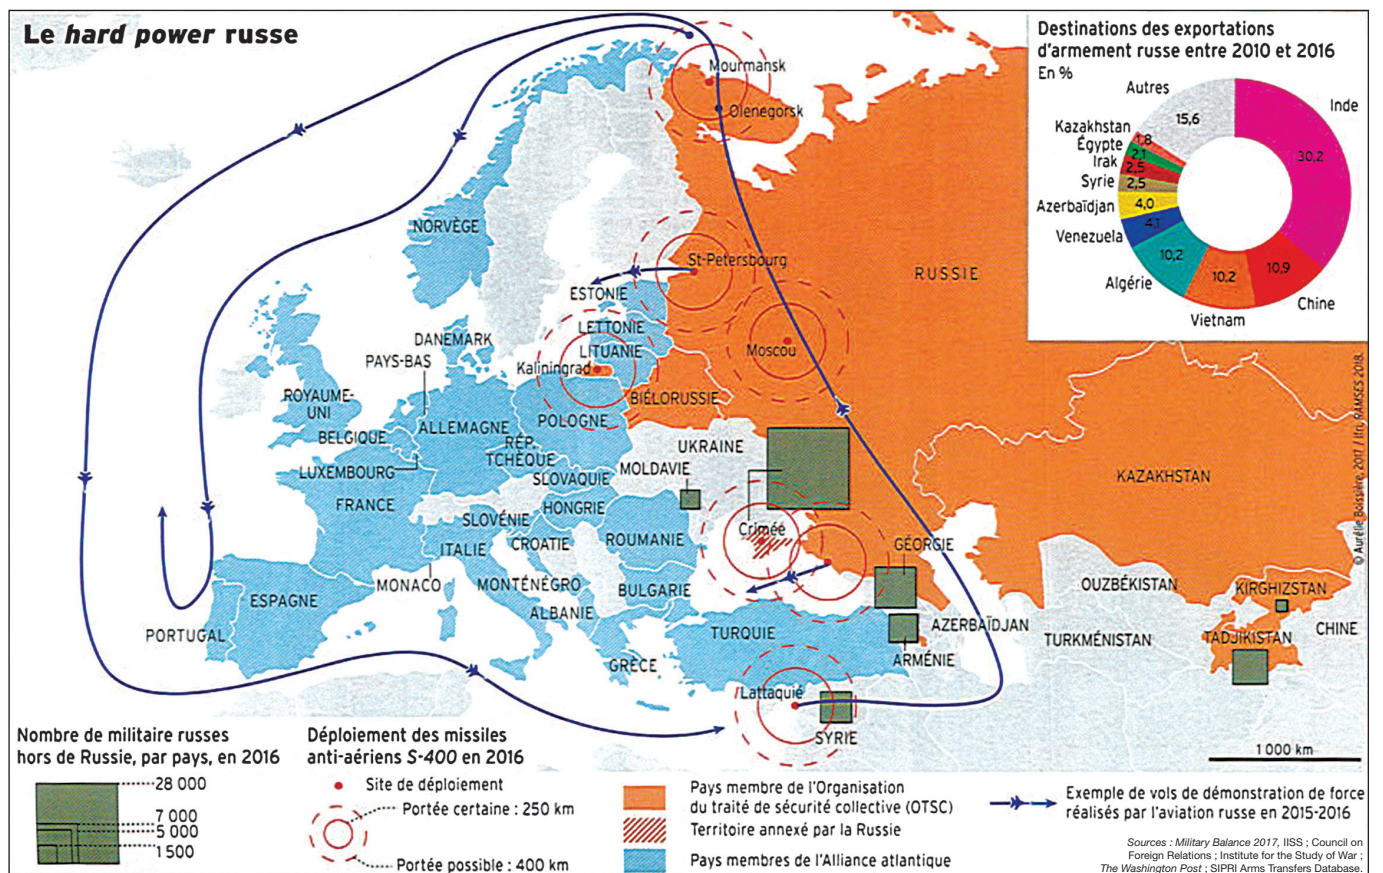 Le hard power russe
Destinations des exportations
d'armement russe entre 2010 et 2016
En %
Autres
Inde
15,6
Kazakhstan
1,8
Égypte
2,1
Irak
2,5
30,2
Syrie
2,5
Azerbaïdjan
4,0
Venezuela
4,1
10,2
10,9
Algérie
10,2
Chine
Vietnam
Mourmansk
Olenegorsk
NORVÈGE
St-Petersbourg
RUSSIE
ESTONIE
LETTONIE
DANEMARK
LITUANIE
Moscou
PAYS-BAS
Kaliningrad
ROYAUME-
UNI
BIÉLORUSSIE
ALLEMAGNE
POLOGNE
BELGIQUE
RÉP.
TCHÈQUE
UKRAINE
LUXEMBOURG
MOLDAVIE
KAZAKHSTAN
SLOVAQUIE
FRANCE
HONGRIE
SLOVÉNIE
Criméé
ITALIE
CROATIE
ROUMANIE
GÉORGIE
MONACO
MONTÉNÉGRO
BULGARIE
OUZBÉKISTAN
KIRGHIZSTAN
ESPAGNE
ALBANIE
AZERBAÏDJAN
CHINE
PORTUGAL
TURQUIE
TURKMÉNISTAN
TADJIKISTAN
GRÈCE
ARMÉNIE
Lattaquié
SYRIE
1 000 km
© Aurélie Boissière, 2017 / Ifri, RAMSES 2018.
Nombre de militaire russes
hors de Russie, par pays, en 2016
28 000
7 000
5 000
1 500
Déploiement des missiles
anti-aériens S-400 en 2016
Site de déploiement
Portée certaine : 250 km
Portée possible : 400 km
Pays membre de l'Organisation
du traité de sécurité collective (OTSC)
Territoire annexé par la Russie
Pays membres de l'Alliance atlantique
Exemple de vols de démonstration de force
réalisés par l'aviation russe en 2015-2016
Sources : Military Balance 2017, IISS ; Council on
Foreign Relations ; Institute for the Study of War ;
The Washington Post ; SIPRI Arms Transfers Database.